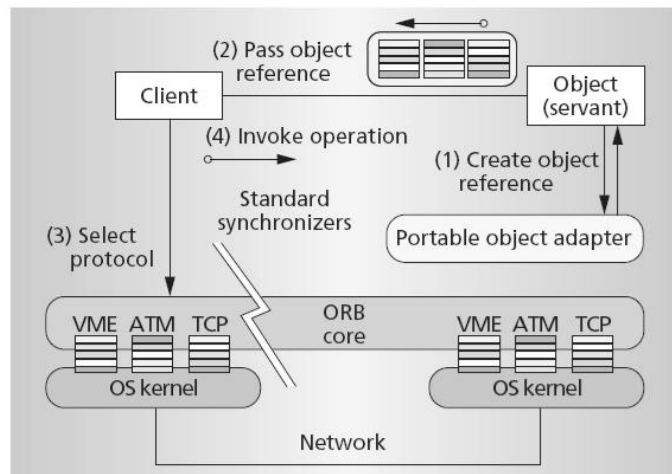 (2) Pass object
reference
Client
Object
(servant)
(4) Invoke operation
(1) Create object
reference
Standard
synchronizers
(3) Select
protocol
Portable object adapter
VME ATM TCP
ORB
core
VME ATM TCP
OS kernel
OS kernel
Network